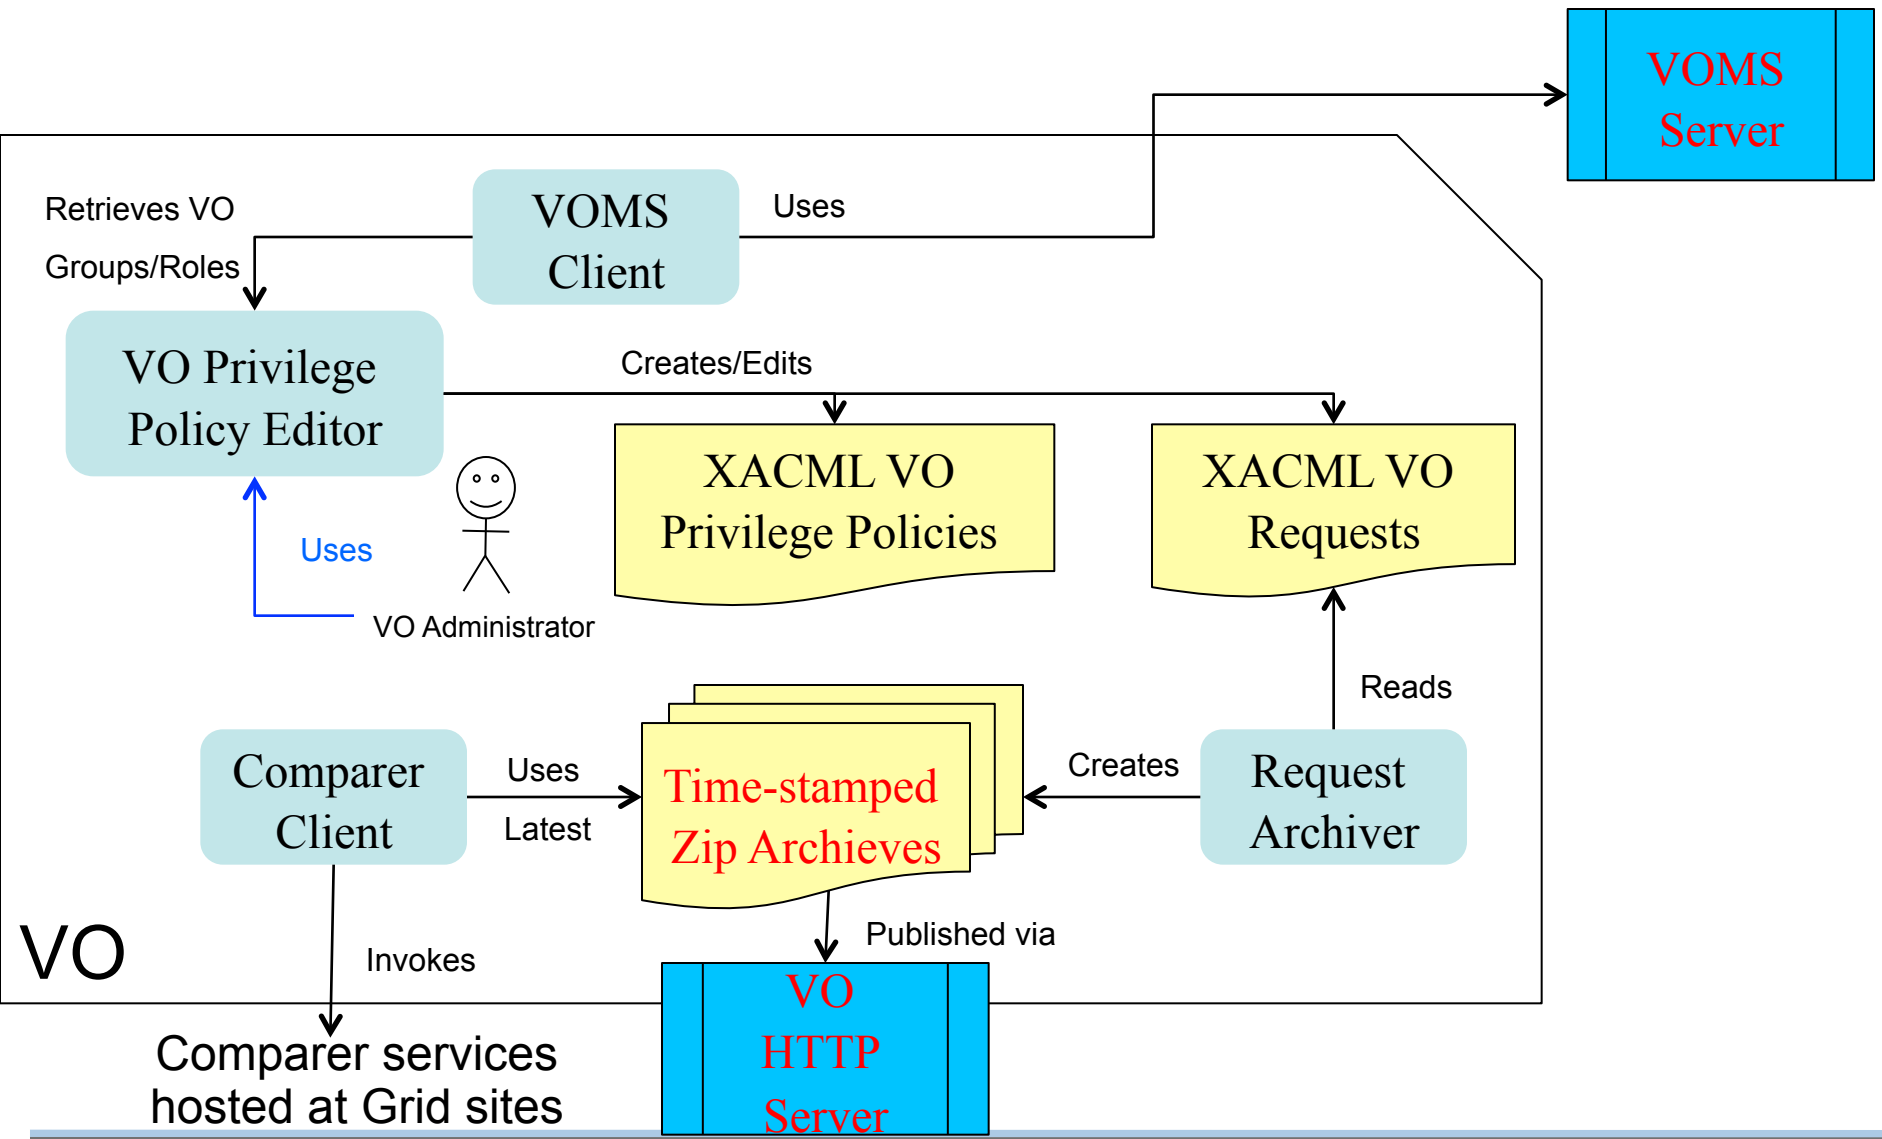 VOMS
Server
Retrieves VO
Groups/Roles
VOMS
Client
Uses
VO Privilege
Policy Editor
Creates/Edits
XACML VO
Privilege Policies
XACML VO
Requests
Uses
VO Administrator
Reads
Comparer
Client
Uses
Latest
Time-stamped
Zip Archieves
Creates
Request
Archiver
VO
Invokes
Published via
VO
HTTP
Server
Comparer services
hosted at Grid sites